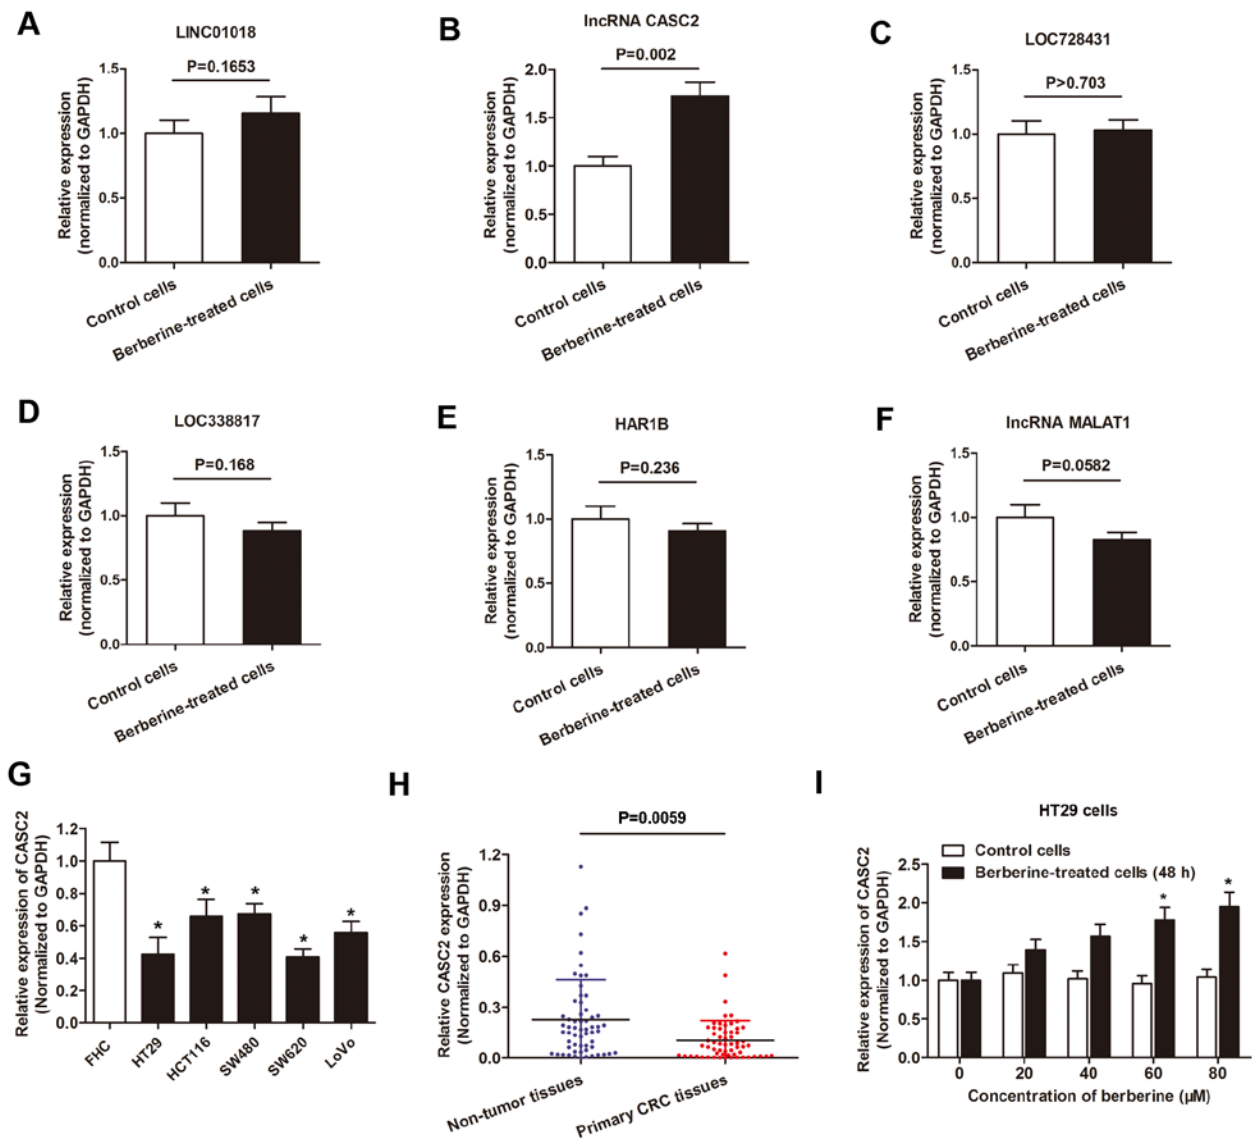 A
LINC01018
P=0.1653
Relative expression
(normalized to GAPDH)
1.5
1.0
0.5
0.0
Control cells
Berberine-treated cells
B
lncRNA CASC2
P=0.002
Relative expression
(normalized to GAPDH)
2.0
1.5
1.0
0.5
0.0
Control cells
Berberine-treated cells
C
LOC728431
P>0.703
Relative expression
(normalized to GAPDH)
1.5
1.0
0.5
0.0
Control cells
Berberine-treated cells
D
LOC338817
P=0.168
Relative expression
(normalized to GAPDH)
1.5
1.0
0.5
0.0
Control cells
Berberine-treated cells
E
HAR1B
P=0.236
Relative expression
(normalized to GAPDH)
1.5
1.0
0.5
0.0
Control cells
Berberine-treated cells
F
lncRNA MALAT1
P=0.0582
Relative expression
(normalized to GAPDH)
1.5
1.0
0.5
0.0
Control cells
Berberine-treated cells
G
Relative expression of CASC2
(Normalized to GAPDH)
1.2
1.0
0.8
0.6
0.4
0.2
0.0
* * * * *
FHC
HT29
HCT116
SW480
SW620
LoVo
H
P=0.0059
Relative CASC2 expression
(Normalized to GAPDH)
1.2
0.9
0.6
0.3
0.0
Non-tumor tissues
Primary CRC tissues
I
HT29 cells
Control cells
Berberine-treated cells (48 h)
Relative expression of CASC2
(Normalized to GAPDH)
2.5
2.0
1.5
1.0
0.5
0.0
* *
0 20 40 60 80
Concentration of berberine (μM)